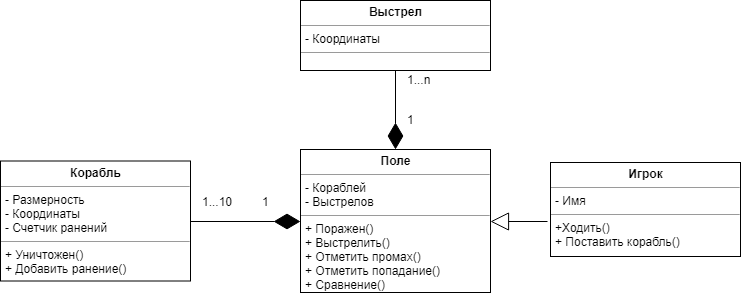 Выстрел
- Координаты
1...n
1
Корабль
- Размерность
- Координаты
- Счетчик ранений
+ Уничтожен()
+ Добавить ранение()
1...10
1
Поле
- Кораблей
- Выстрелов
+ Поражен()
+ Выстрелить()
+ Отметить промах()
+ Отметить попадание()
+ Сравнение()
Игрок
- Имя
+Ходить()
+ Поставить корабль()